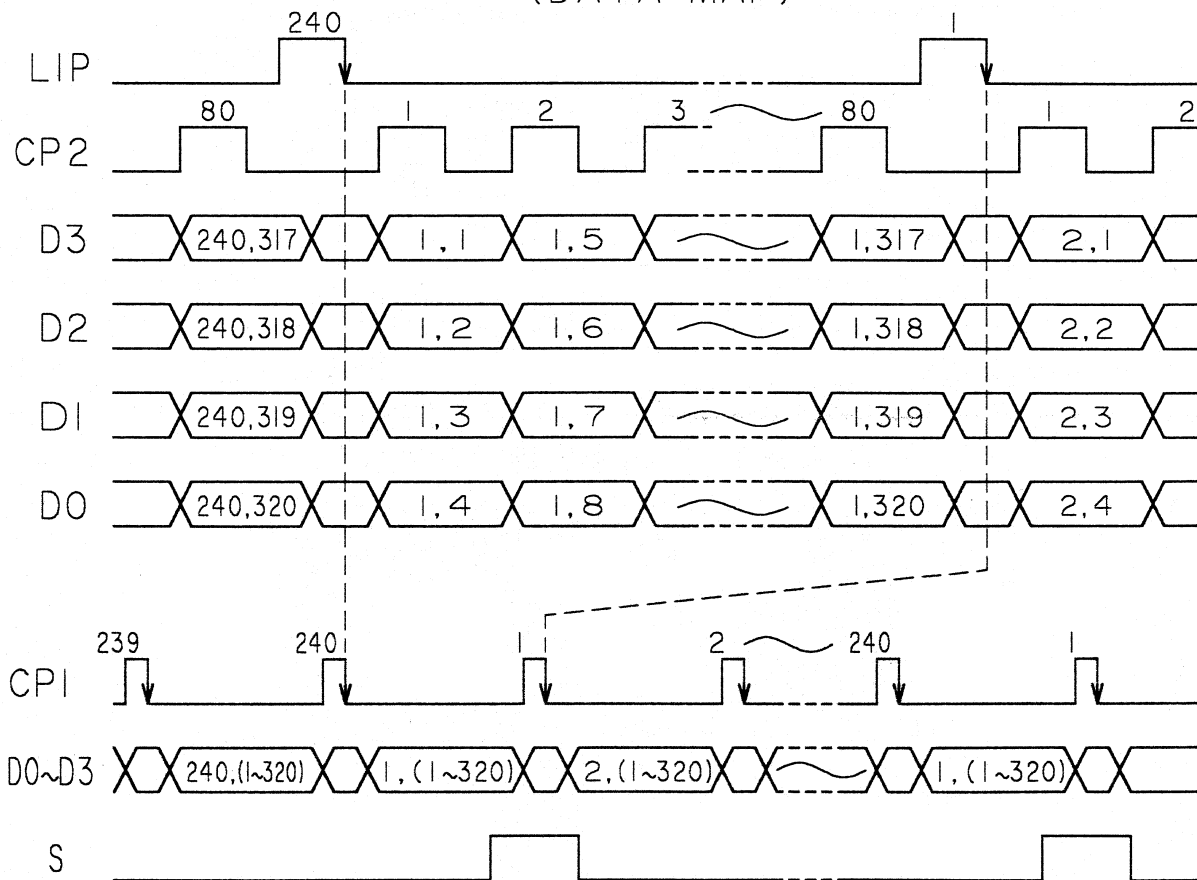 (DATA MAP)
240 1
LIP
80 1 2 3 80 1 2
CP2
D3 240,317 1,1 1,5 1,317 2,1
D2 240,318 1,2 1,6 1,318 2,2
D1 240,319 1,3 1,7 1,319 2,3
D0 240,320 1,4 1,8 1,320 2,4
239 240 1 2 240 1
CP1
D0~D3 240,(1~320) 1,(1~320) 2,(1~320) 1,(1~320)
S